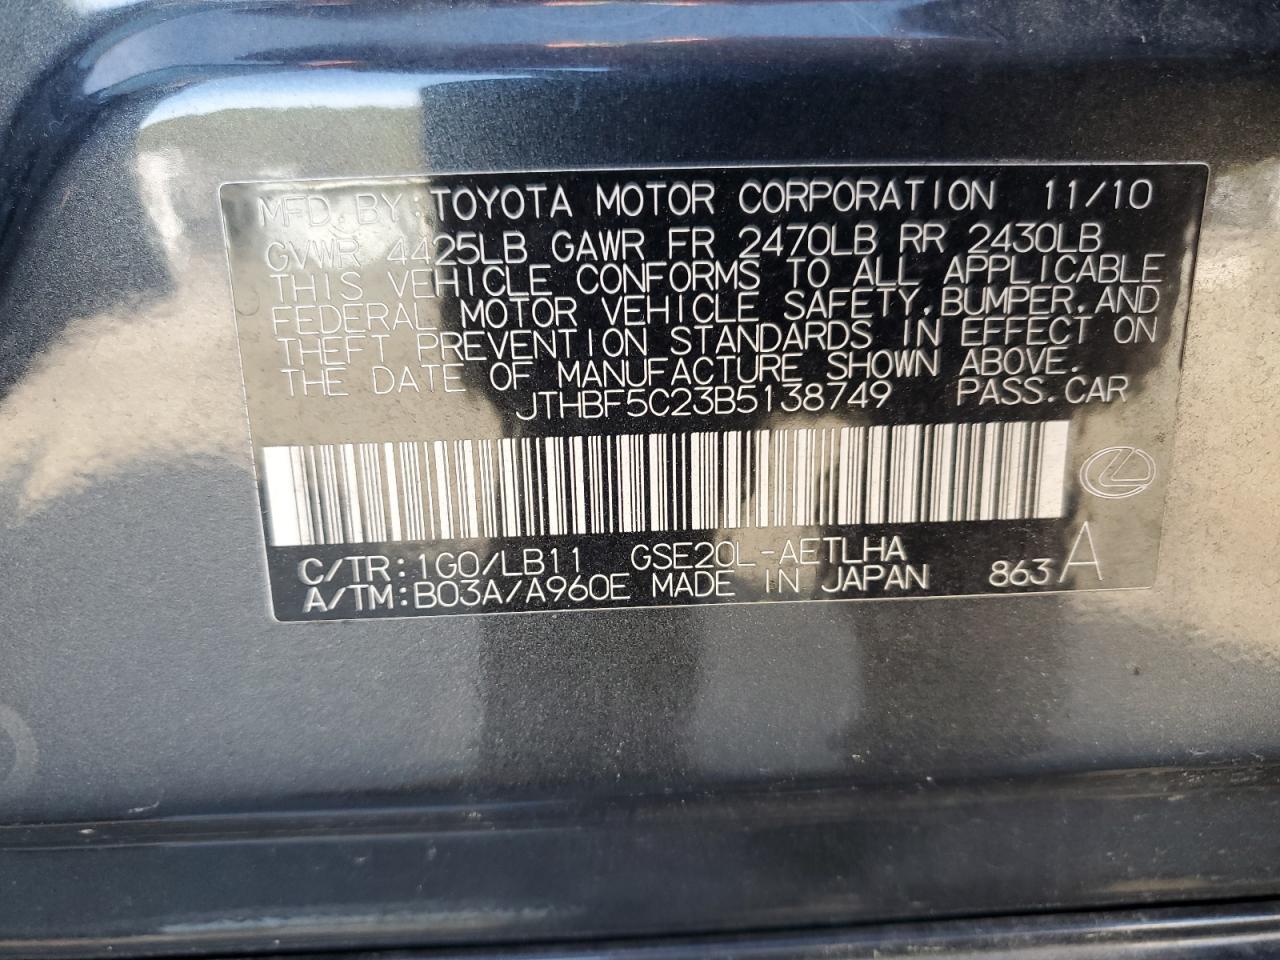 MFD.BY:TOYOTA MOTOR CORPORATION 11/10
GVWR 4425LB GAWR FR 2470LB RR 2430LB
THIS VEHICLE CONFORMS TO ALL APPLICABLE
FEDERAL MOTOR VEHICLE SAFETY,BUMPER,AND
THEFT PREVENTION STANDARDS IN EFFECT ON
THE DATE OF MANUFACTURE SHOWN ABOVE.
JTHBF5C23B5138749 PASS.CAR
C/TR:1G0/LB11 GSE20L-AETLHA
A/TM:B03A/A960E MADE IN JAPAN 863 A